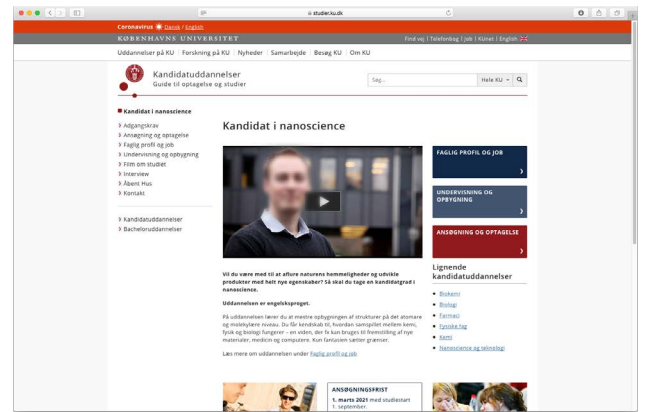 studier.ku.dk
Coronavirus Dansk / English
KØBENHAVNS UNIVERSITET
Find vej | Telefonbog | Job | KUnet | English
Uddannelser på KU Forskning på KU Nyheder Samarbejde Besøg KU Om KU
Kandidatuddannelser
Guide til optagelse og studier
Søg...
Hele KU
Kandidat i nanoscience
Adgangskrav
Ansøgning og optagelse
Faglig profil og job
Undervisning og opbygning
Film om studiet
Interview
Åbent Hus
Kontakt
Kandidatuddannelser
Bacheloruddannelser
Kandidat i nanoscience
FAGLIG PROFIL OG JOB
UNDERVISNING OG
OPBYGNING
ANSØGNING OG OPTAGELSE
Vil du være med til at aflure naturens hemmeligheder og udvikle
produkter med helt nye egenskaber? Så skal du tage en kandidatgrad i
nanoscience.
Uddannelsen er engelsksproget.
På uddannelsen lærer du at mestre opbygningen af strukturer på det atomare
og molekylære niveau. Du får kendskab til, hvordan samspillet mellem kemi,
fysik og biologi fungerer – en viden, der fx kan bruges til fremstilling af nye
materialer, medicin og computere. Kun fantasien sætter grænser.
Læs mere om uddannelsen under Faglig profil og job
Lignende
kandidatuddannelser
Biokemi
Biologi
Farmaci
Fysiske fag
Kemi
Nanoscience og teknologi
ANSØGNINGSFRIST
1. marts 2021 med studiestart
1. september.